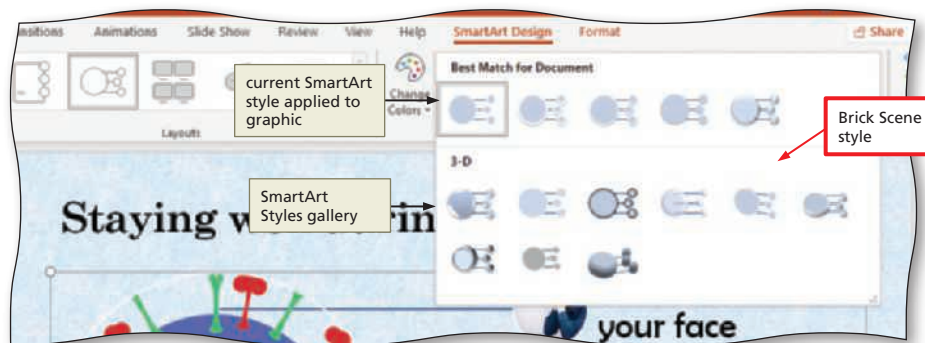 Animations Slide Show Review View Help SmartArt Design Format Share
Best Match for Document
current SmartArt
style applied to
graphic
Change
Colors
Layouts
Brick Scene
style
3-D
SmartArt
Styles gallery
Staying
your face